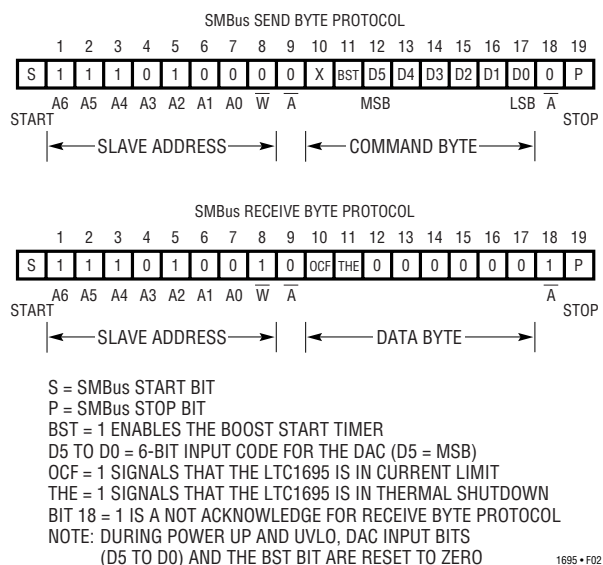 SMBus SEND BYTE PROTOCOL
1 2 3 4 5 6 7 8 9 10 11 12 13 14 15 16 17 18 19
S 1 1 1 0 1 0 0 0 0 X BST D5 D4 D3 D2 D1 D0 0 P
A6 A5 A4 A3 A2 A1 A0 W̅ A̅ MSB LSB A̅
START STOP
SLAVE ADDRESS COMMAND BYTE
SMBus RECEIVE BYTE PROTOCOL
1 2 3 4 5 6 7 8 9 10 11 12 13 14 15 16 17 18 19
S 1 1 1 0 1 0 0 1 0 OCF THE 0 0 0 0 0 0 1 P
A6 A5 A4 A3 A2 A1 A0 W̅ A̅ A̅
START STOP
SLAVE ADDRESS DATA BYTE
S = SMBus START BIT
P = SMBus STOP BIT
BST = 1 ENABLES THE BOOST START TIMER
D5 TO D0 = 6-BIT INPUT CODE FOR THE DAC (D5 = MSB)
OCF = 1 SIGNALS THAT THE LTC1695 IS IN CURRENT LIMIT
THE = 1 SIGNALS THAT THE LTC1695 IS IN THERMAL SHUTDOWN
BIT 18 = 1 IS A NOT ACKNOWLEDGE FOR RECEIVE BYTE PROTOCOL
NOTE: DURING POWER UP AND UVLO, DAC INPUT BITS
(D5 TO D0) AND THE BST BIT ARE RESET TO ZERO
1695 • F02